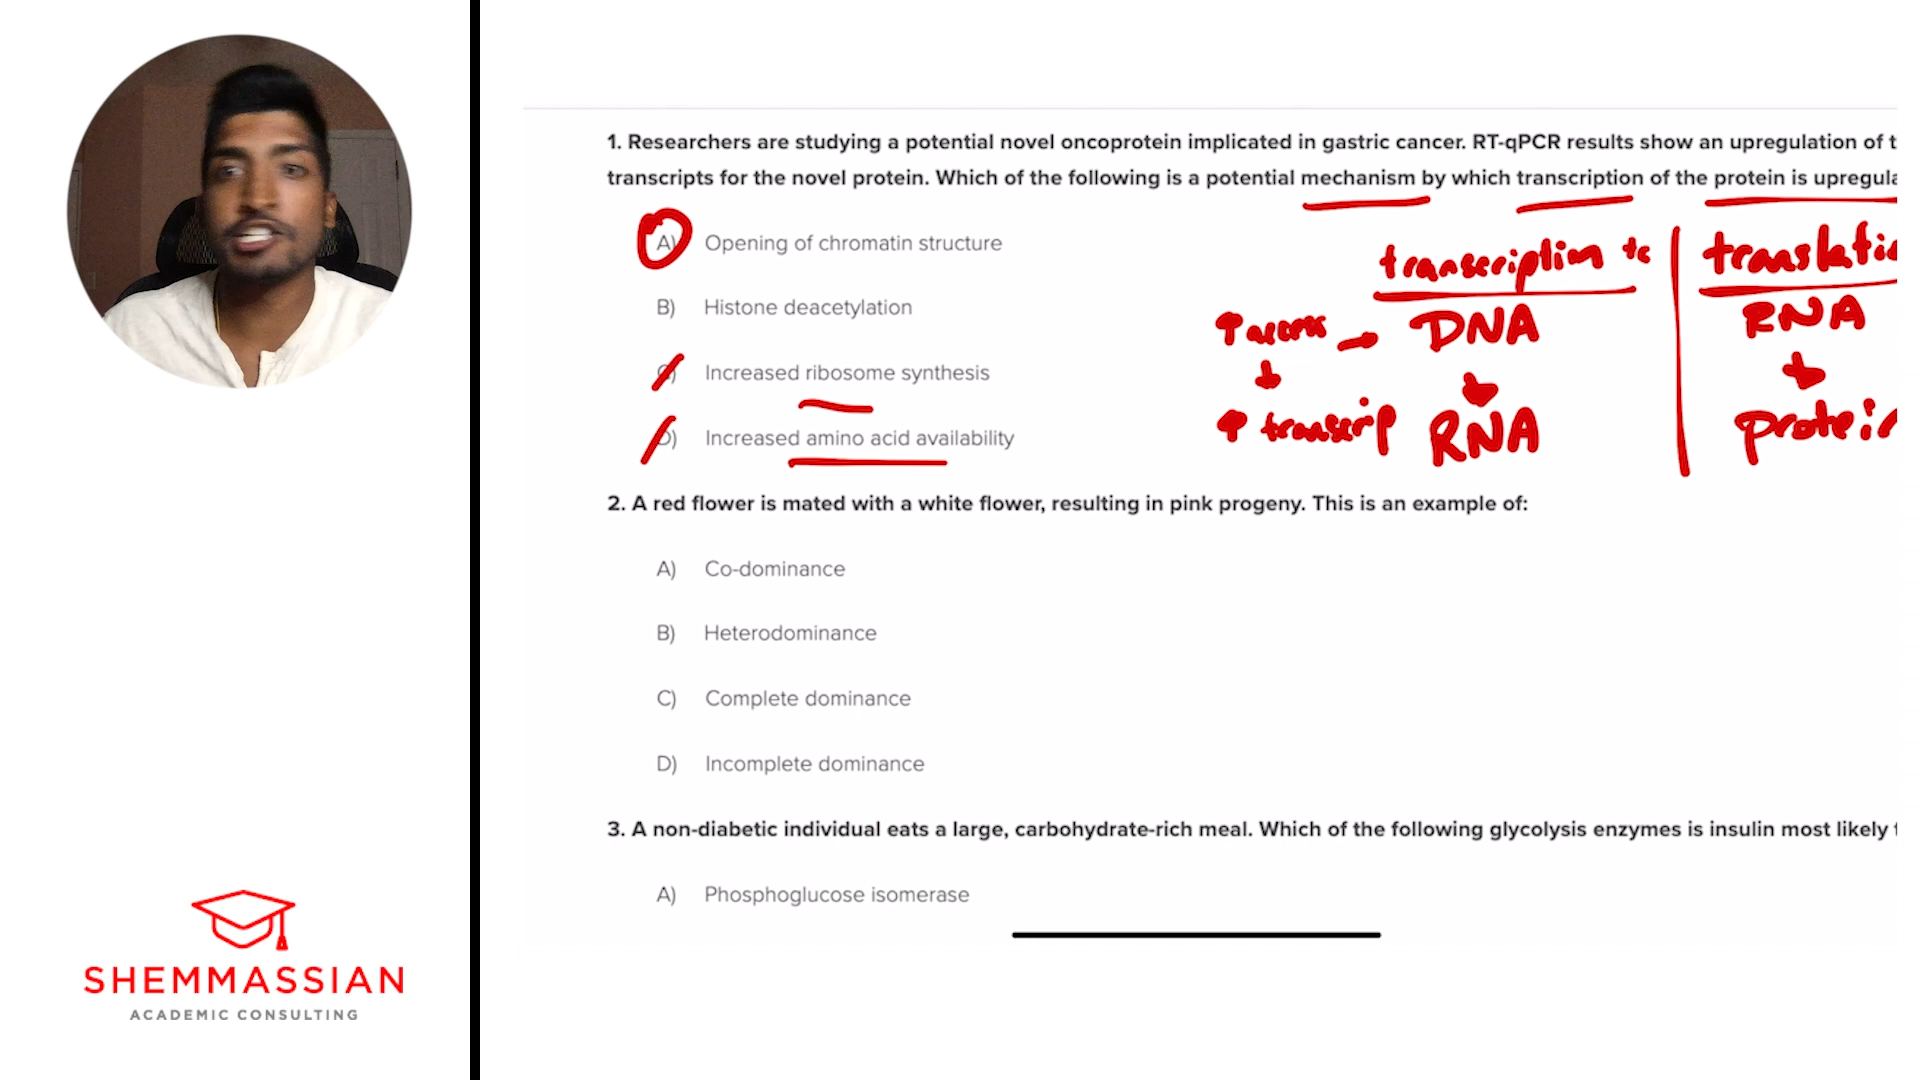 1. Researchers are studying a potential novel oncoprotein implicated in gastric cancer. RT-qPCR results show an upregulation of t
transcripts for the novel protein. Which of the following is a potential mechanism by which transcription of the protein is upregula
A) Opening of chromatin structure
B) Histone deacetylation
C) Increased ribosome synthesis
D) Increased amino acid availability
transcription
translatio
↑ access → DNA
RNA
↑ transcrip RNA
protein
2. A red flower is mated with a white flower, resulting in pink progeny. This is an example of:
A) Co-dominance
B) Heterodominance
C) Complete dominance
D) Incomplete dominance
3. A non-diabetic individual eats a large, carbohydrate-rich meal. Which of the following glycolysis enzymes is insulin most likely t
A) Phosphoglucose isomerase
SHEMMASSIAN
ACADEMIC CONSULTING